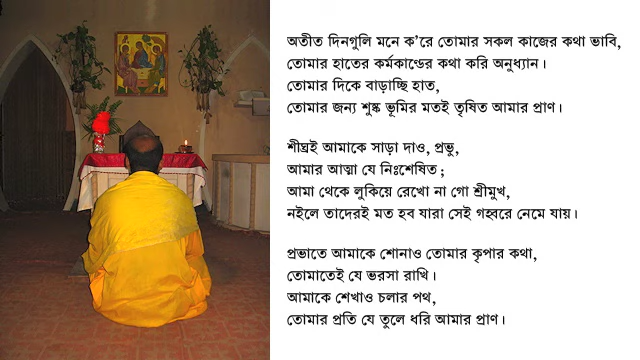 অতীত দিনগুলি মনে ক’রে তোমার সকল কাজের কথা ভাবি,
তোমার হাতের কর্মকাণ্ডের কথা করি অনুধ্যান।
তোমার দিকে বাড়াচ্ছি হাত,
তোমার জন্য শুষ্ক ভূমির মতই তৃষিত আমার প্রাণ।
শীঘ্রই আমাকে সাড়া দাও, প্রভু,
আমার আত্মা যে নিঃশেষিত;
আমা থেকে লুকিয়ে রেখো না গো শ্রীমুখ,
নইলে তাদেরই মত হব যারা সেই গহ্বরে নেমে যায়।
প্রভাতে আমাকে শোনাও তোমার কৃপার কথা,
তোমাতেই যে ভরসা রাখি।
আমাকে শেখাও চলার পথ,
তোমার প্রতি যে তুলে ধরি আমার প্রাণ।